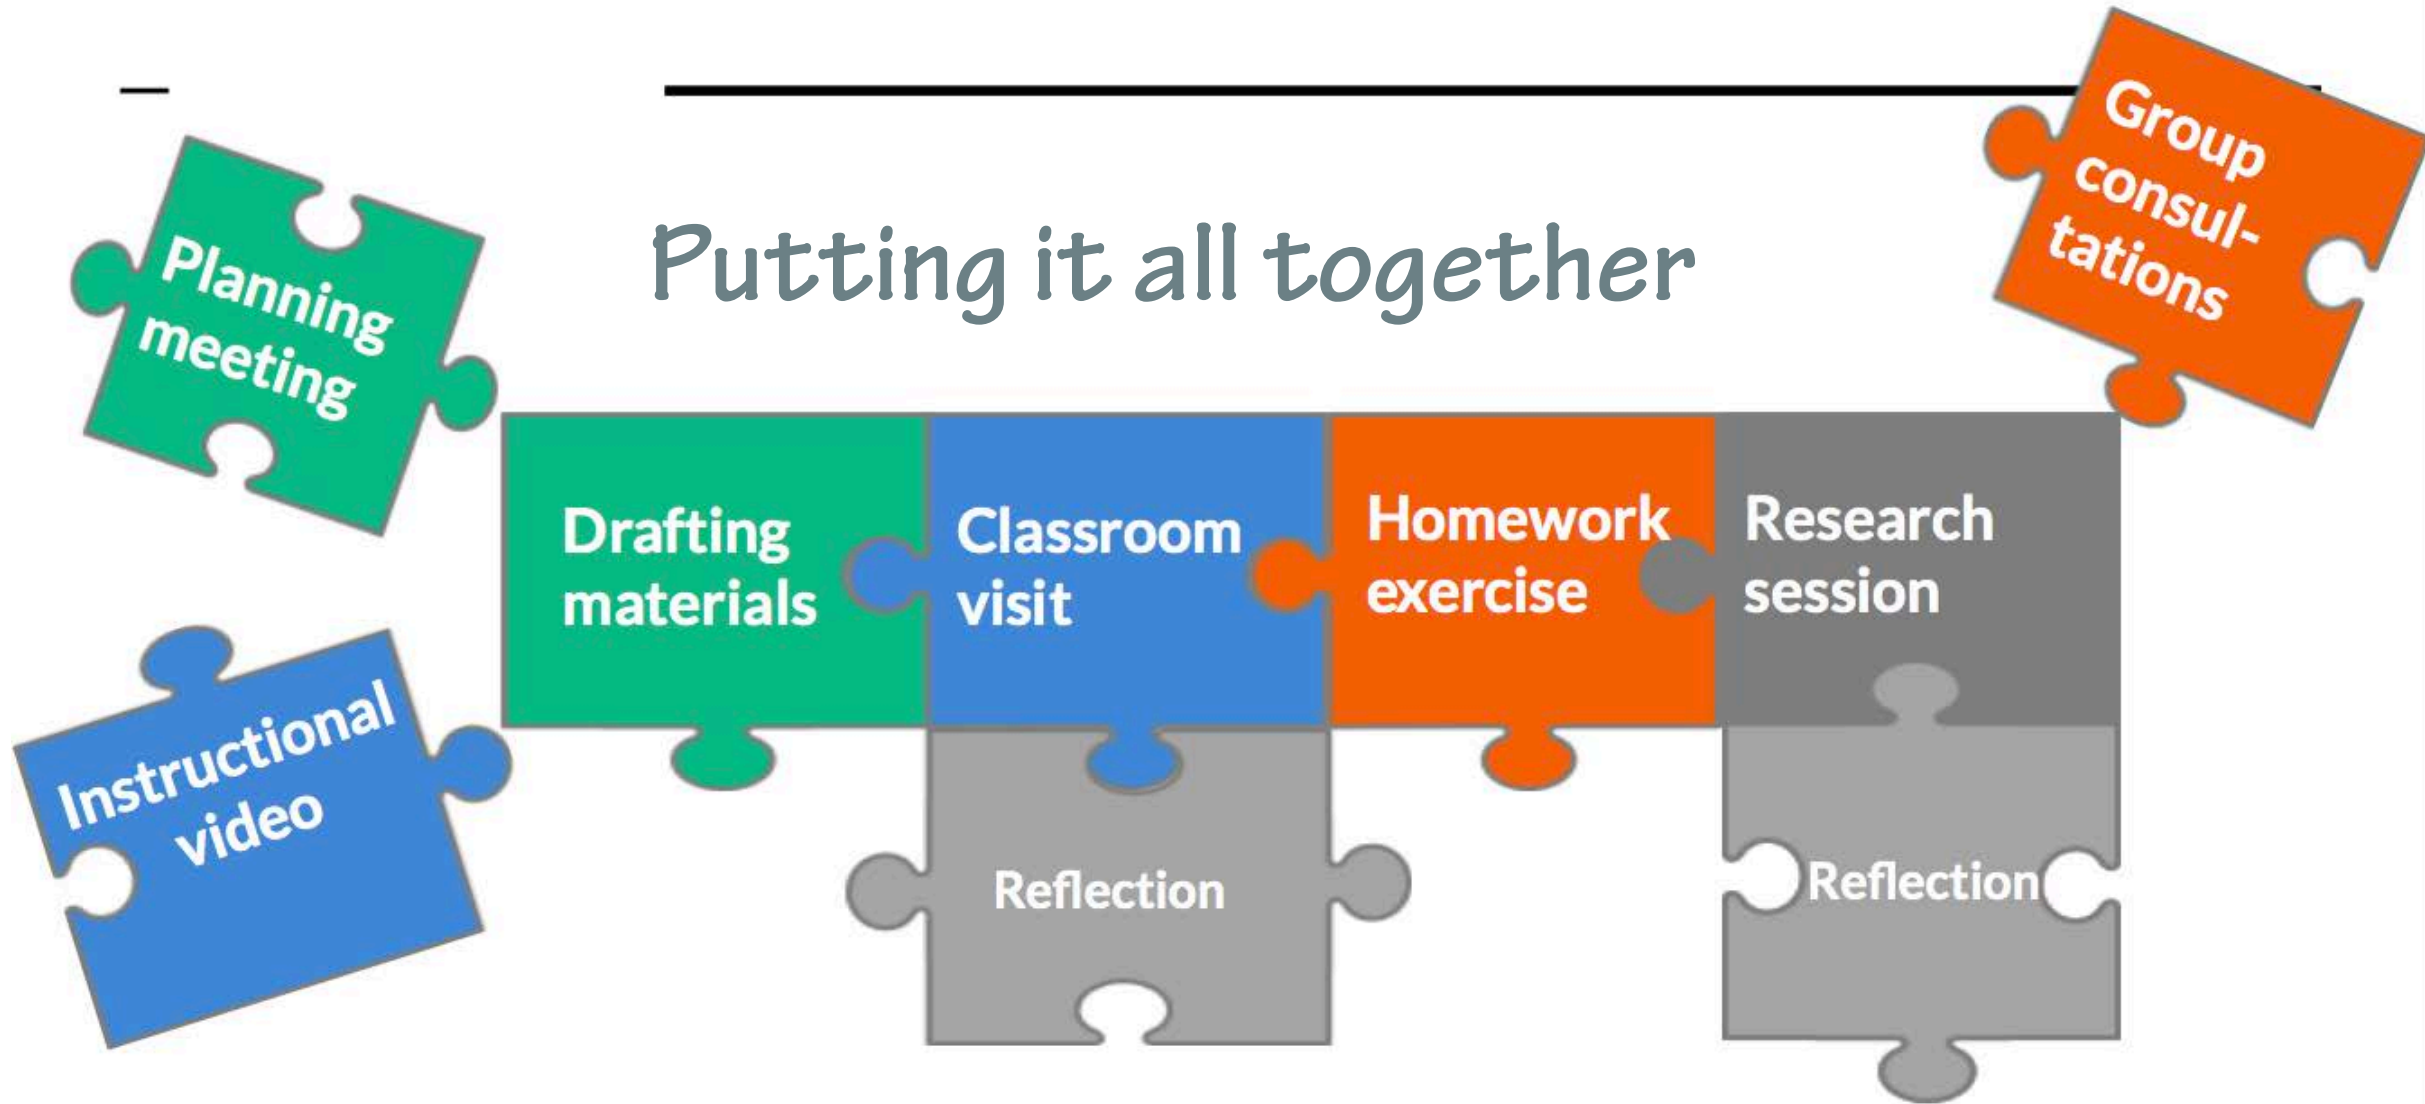 Group
consul-
tations
Planning
meeting
Putting it all together
Drafting
materials
Classroom
visit
Homework
exercise
Research
session
Instructional
video
Reflection
Reflection